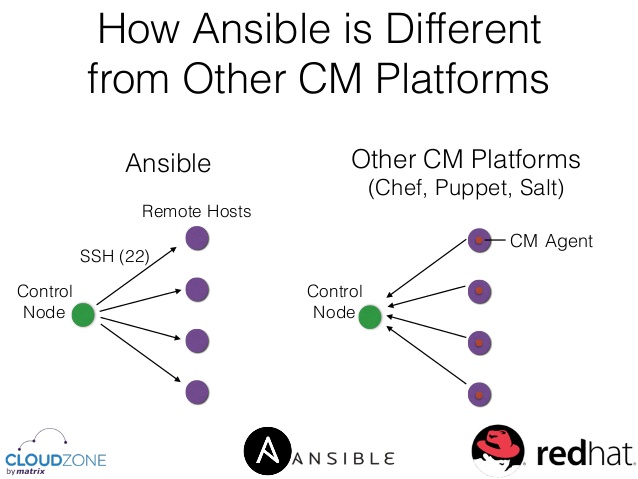 How Ansible is Different
from Other CM Platforms
Ansible
Remote Hosts
SSH (22)
Control
Node
Other CM Platforms
(Chef, Puppet, Salt)
CM Agent
Control
Node
CLOUDZONE
by matrix
A ANSIBLE
redhat.